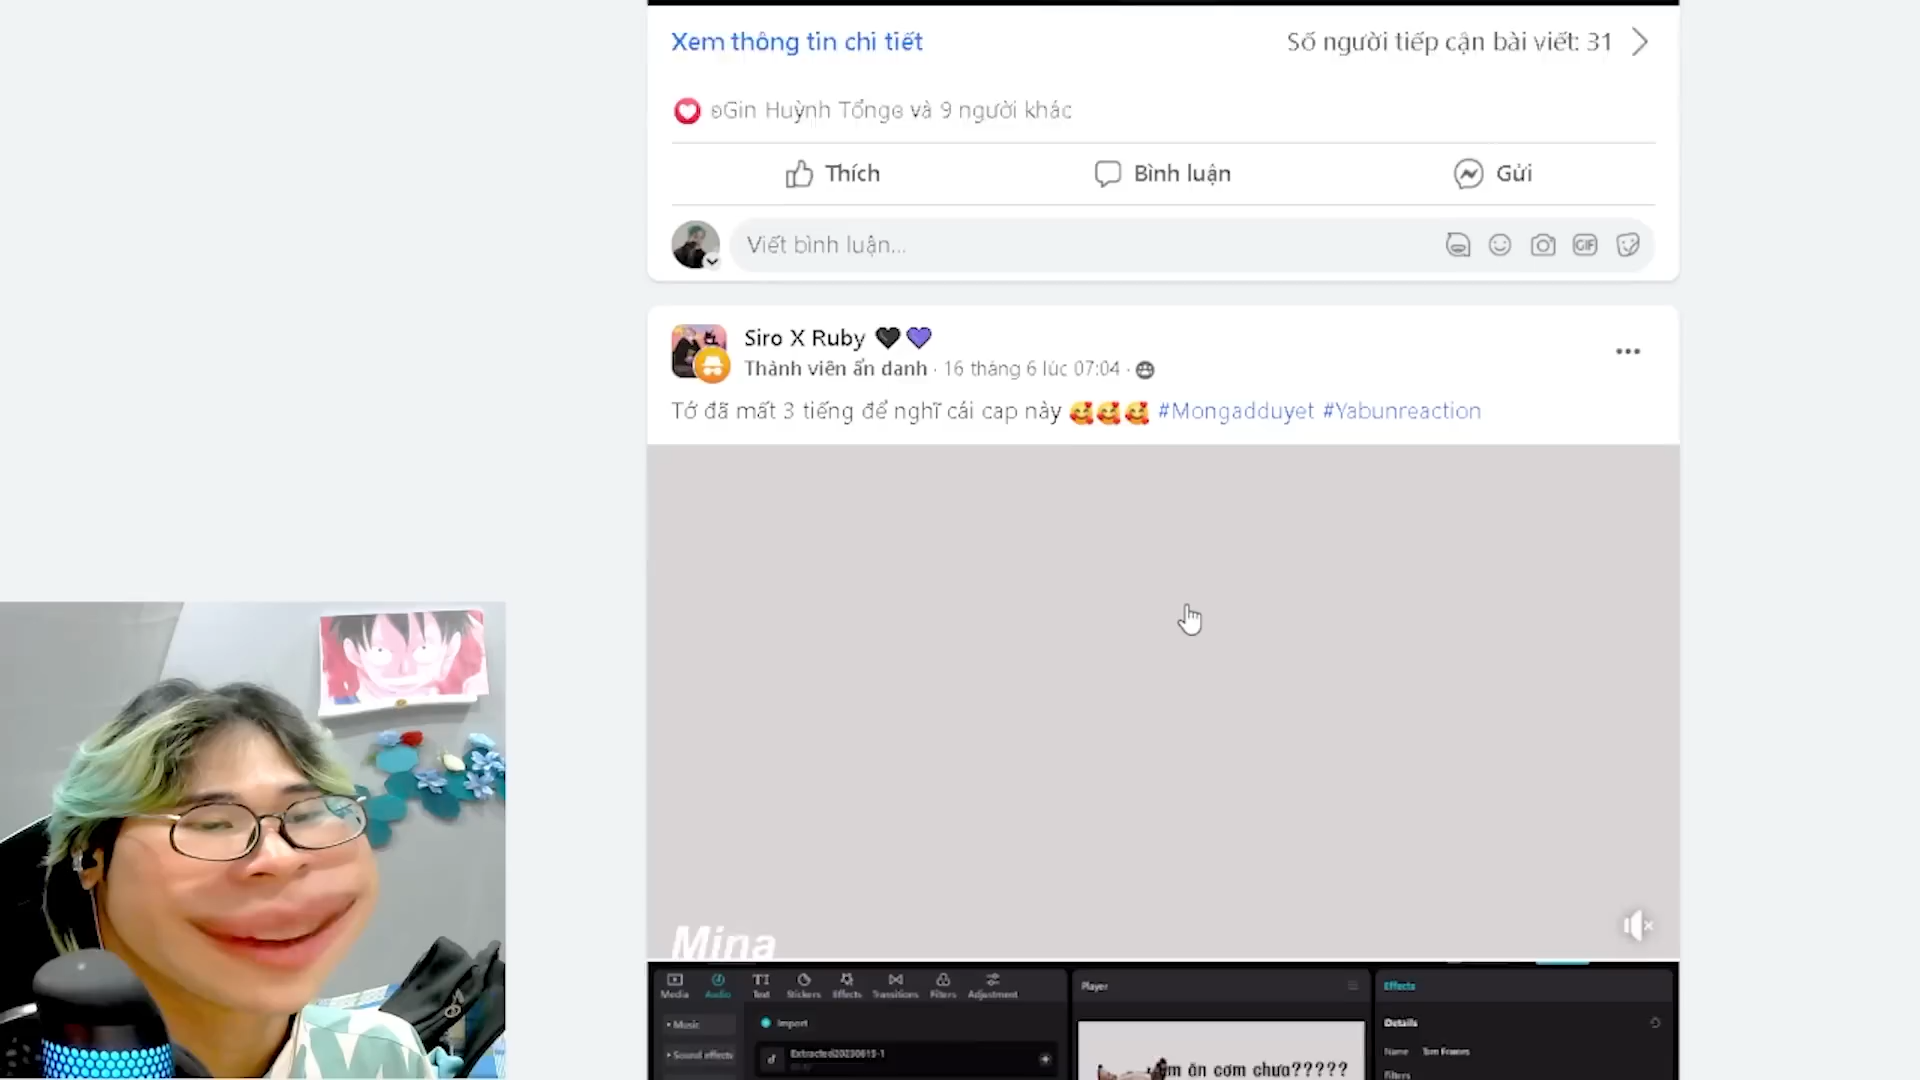 Xem thông tin chi tiết
Số người tiếp cận bài viết: 31
ʚGin Huỳnh Tổngɞ và 9 người khác
Thích
Bình luận
Gửi
Viết bình luận...
GIF
Siro X Ruby 🖤💜
Thành viên ẩn danh · 16 tháng 6 lúc 07:04 ·
Tớ đã mất 3 tiếng để nghĩ cái cap này 🥰🥰🥰 #Mongadduyet #Yabunreaction
Mina
Media Audio Text Stickers Effects Transitions Filters Adjustment
Player
Effects
Music
Import
Details
Sound effects
Extracted20230615-1
Name
Filters
ăn cơm chưa?????